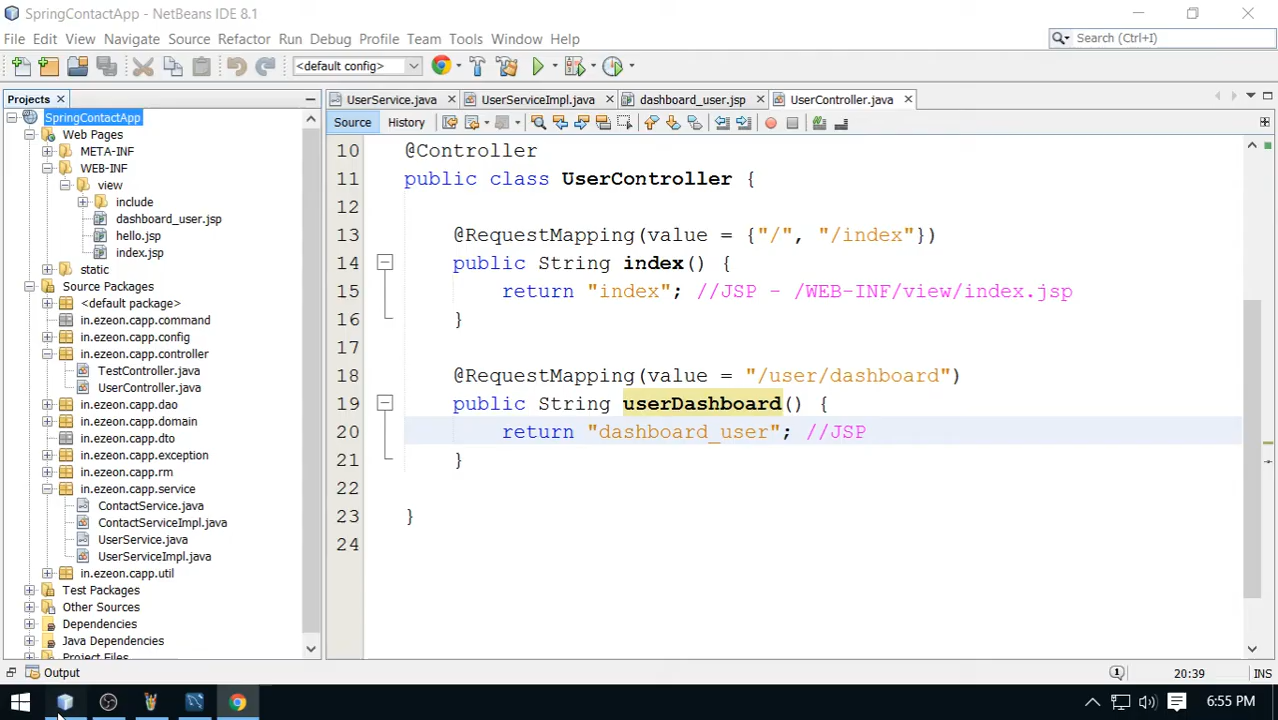 SpringContactApp - NetBeans IDE 8.1
File Edit View Navigate Source Refactor Run Debug Profile Team Tools Window Help
Search (Ctrl+I)
<default config>
Projects
UserService.java
UserServiceImpl.java
dashboard_user.jsp
UserController.java
Source
History
SpringContactApp
Web Pages
META-INF
WEB-INF
view
include
dashboard_user.jsp
hello.jsp
index.jsp
static
Source Packages
<default package>
in.ezeon.capp.command
in.ezeon.capp.config
in.ezeon.capp.controller
TestController.java
UserController.java
in.ezeon.capp.dao
in.ezeon.capp.domain
in.ezeon.capp.dto
in.ezeon.capp.exception
in.ezeon.capp.rm
in.ezeon.capp.service
ContactService.java
ContactServiceImpl.java
UserService.java
UserServiceImpl.java
in.ezeon.capp.util
Test Packages
Other Sources
Dependencies
Java Dependencies
Project Files
10 @Controller
11 public class UserController {
12
13 @RequestMapping(value = {"/", "/index"})
14 public String index() {
15 return "index"; //JSP - /WEB-INF/view/index.jsp
16 }
17
18 @RequestMapping(value = "/user/dashboard")
19 public String userDashboard() {
20 return "dashboard_user"; //JSP
21 }
22
23 }
24
Output
20:39
INS
6:55 PM